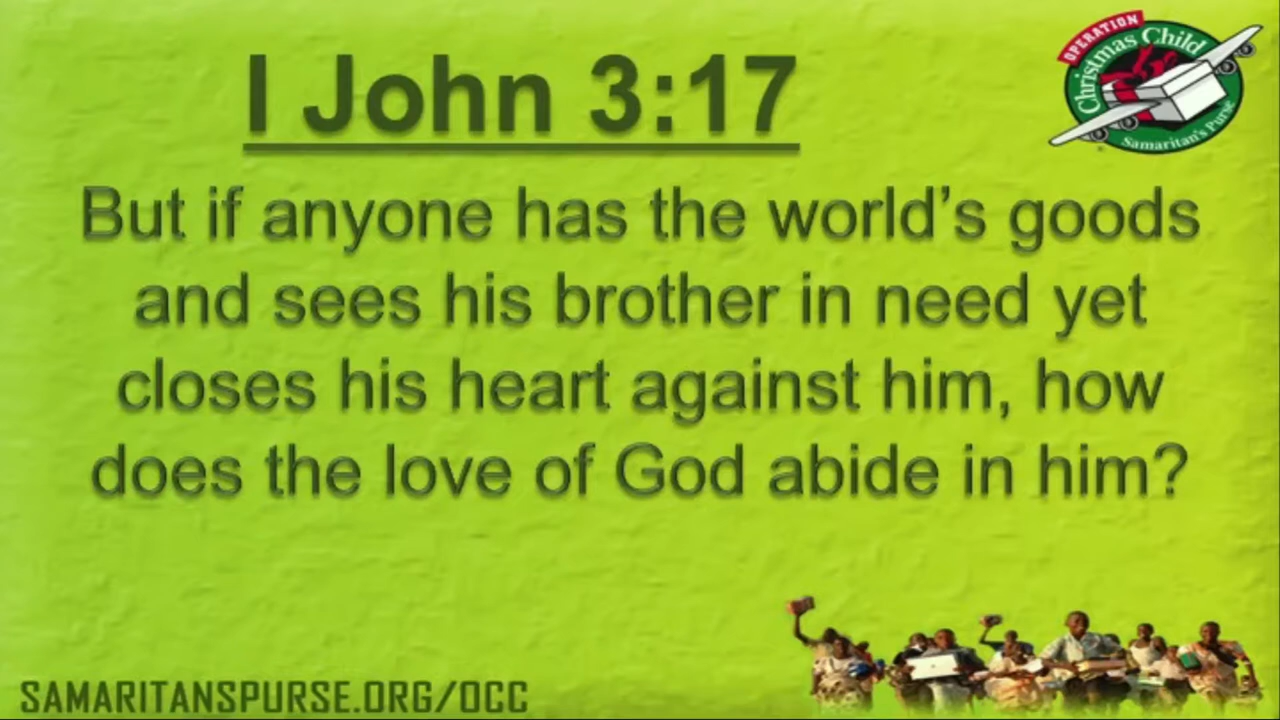 I John 3:17
OPERATION
Christmas Child
Samaritan's Purse
But if anyone has the world’s goods
and sees his brother in need yet
closes his heart against him, how
does the love of God abide in him?
SAMARITANSPURSE.ORG/OCC